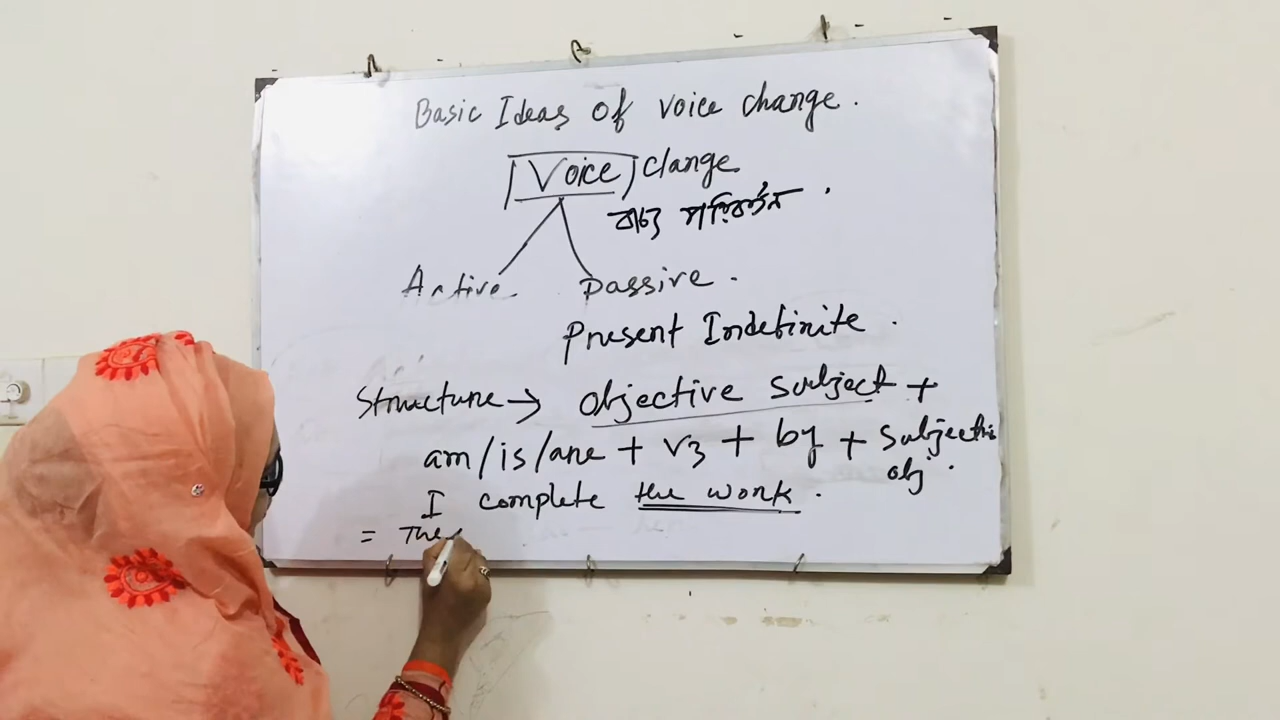 Basic Ideas of voice change.
Voice Change
বাচ্য পরিবর্তন .
Active. Passive.
Present Indefinite.
Structure → objective subject +
am/is/are + v3 + by + subjective
obj.
I complete the work.
= The